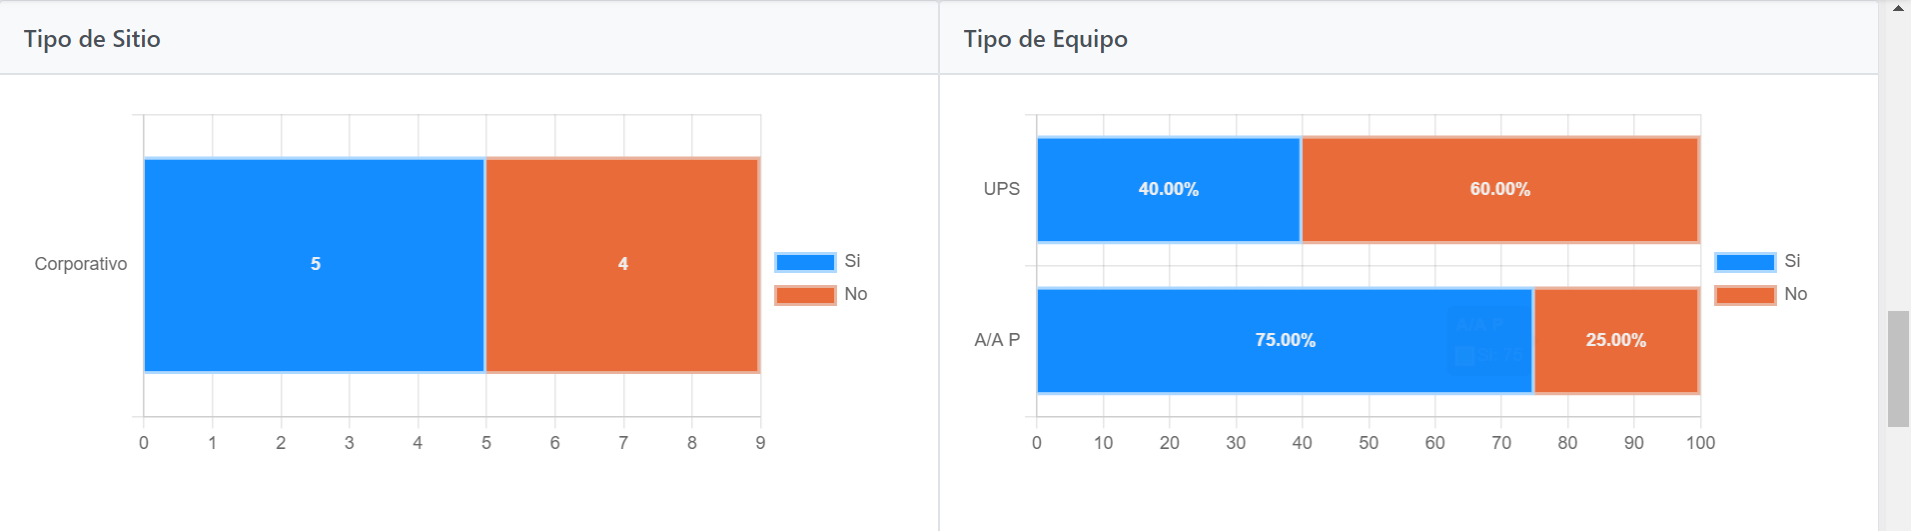 Tipo de Sitio
Corporativo
5
4
Si
No
0 1 2 3 4 5 6 7 8 9
Tipo de Equipo
UPS
40.00%
60.00%
A/A P
75.00%
25.00%
A/A P
Si: 75
Si
No
0 10 20 30 40 50 60 70 80 90 100